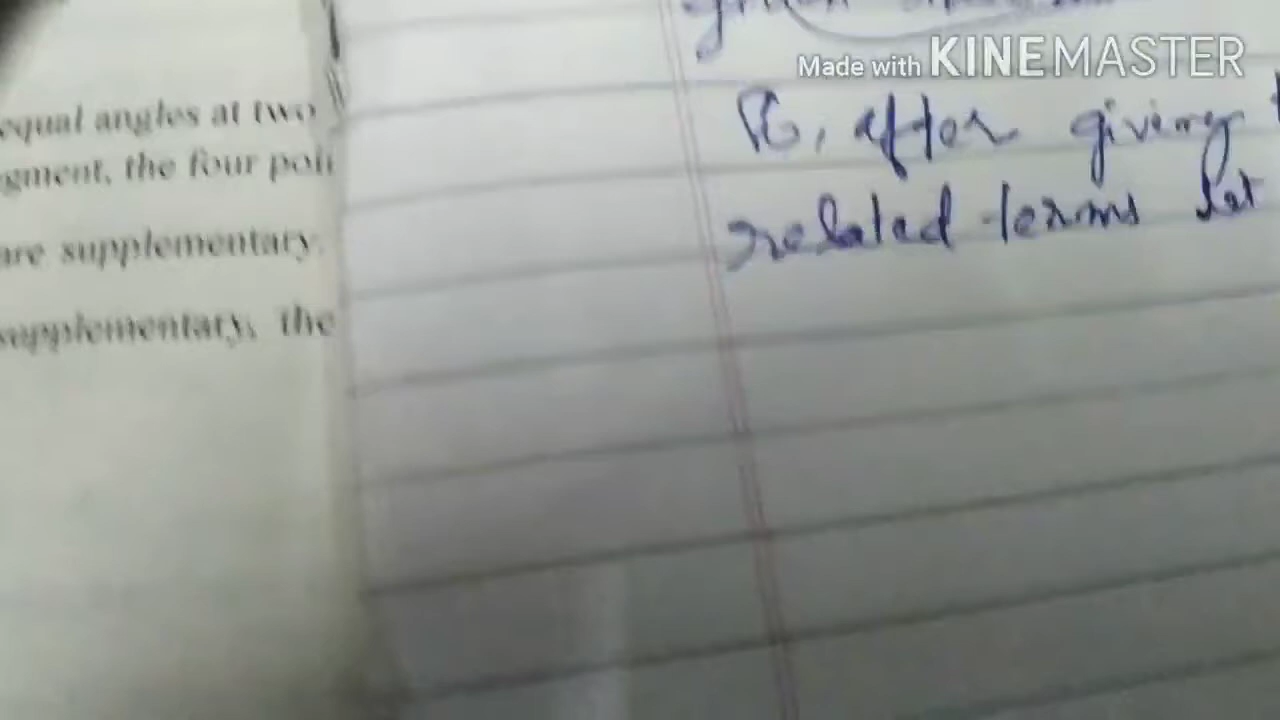 equal angles at two
gment, the four poi
are supplementary.
supplementary, the
Made with KINEMASTER
after giving
related terms let